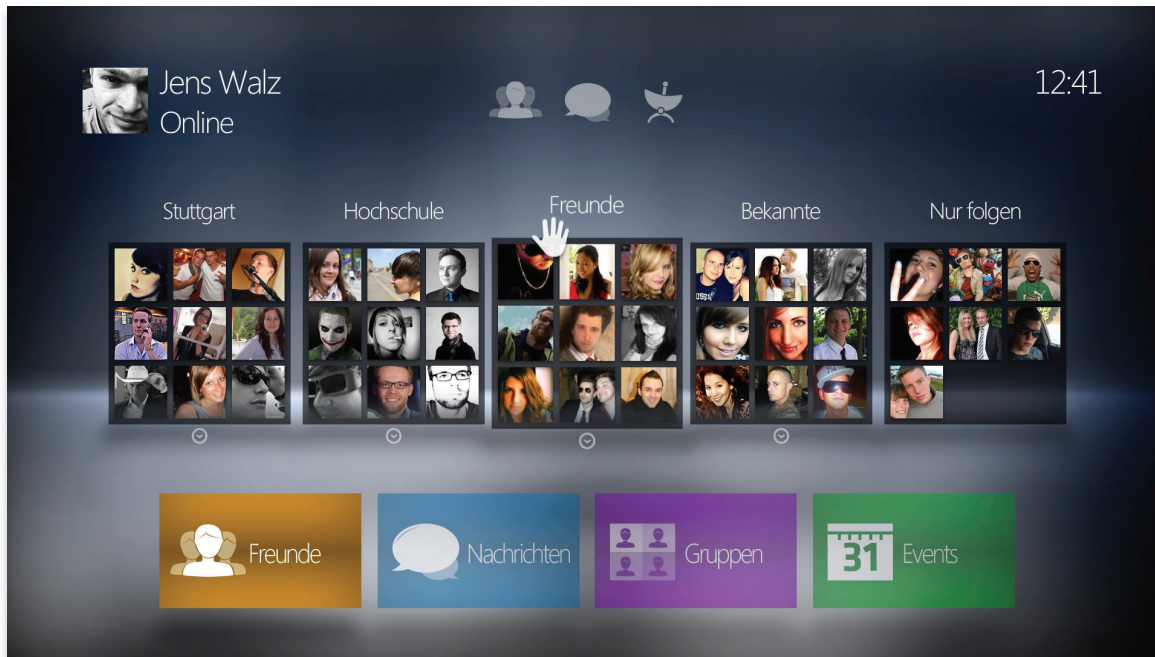 Jens Walz
Online
12:41
Stuttgart
Hochschule
Freunde
Bekannte
Nur folgen
Freunde
Nachrichten
Gruppen
31
Events